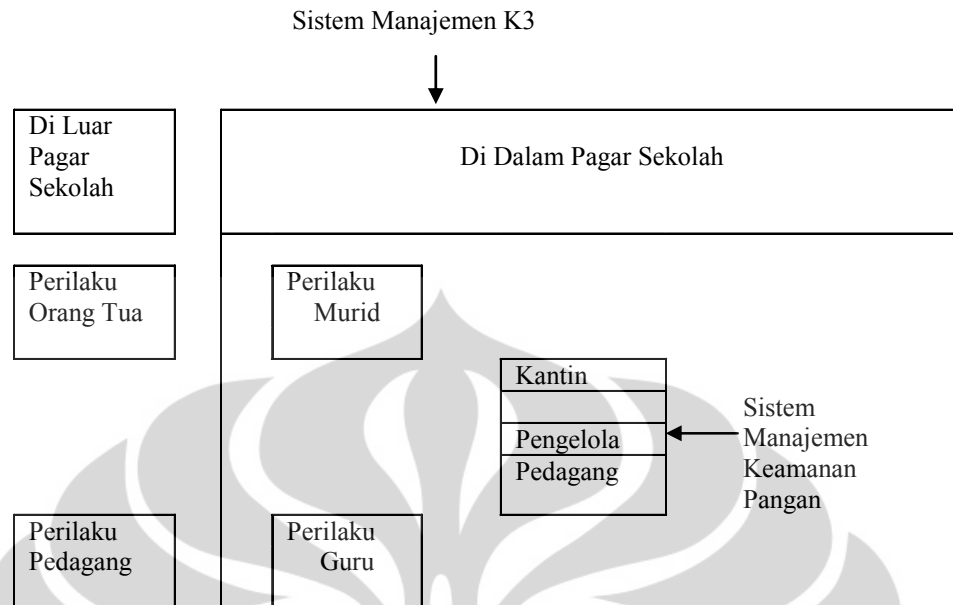 Sistem Manajemen K3
Di Luar
Pagar
Sekolah
Di Dalam Pagar Sekolah
Perilaku
Orang Tua
Perilaku
Murid
Kantin
Pengelola
Pedagang
Sistem
Manajemen
Keamanan
Pangan
Perilaku
Pedagang
Perilaku
Guru